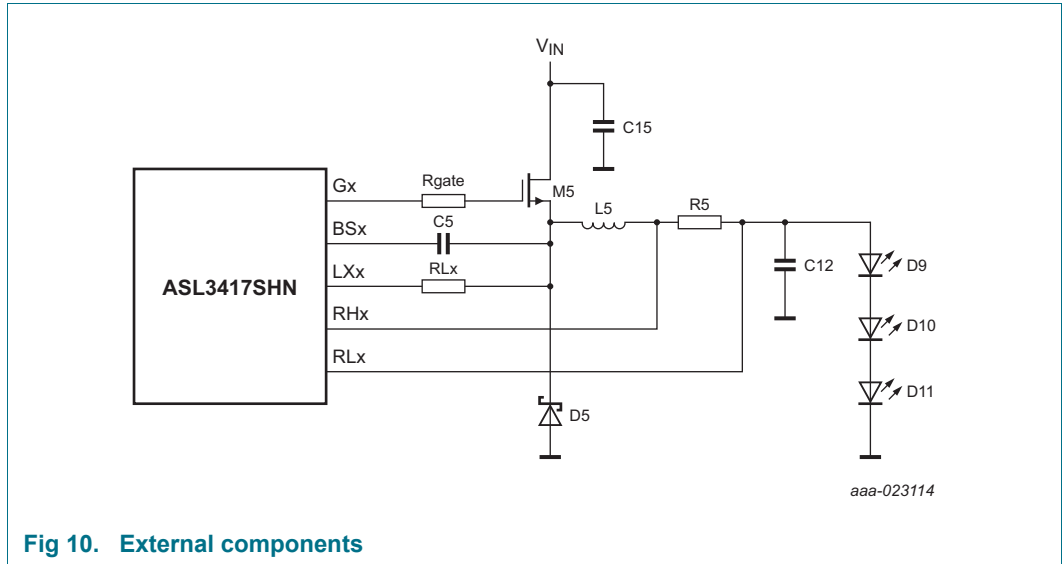 VIN
C15
Gx
Rgate
M5
BSx
C5
L5
R5
LXx
RLx
C12
D9
ASL3417SHN
RHx
D10
RLx
D11
D5
aaa-023114
Fig 10. External components